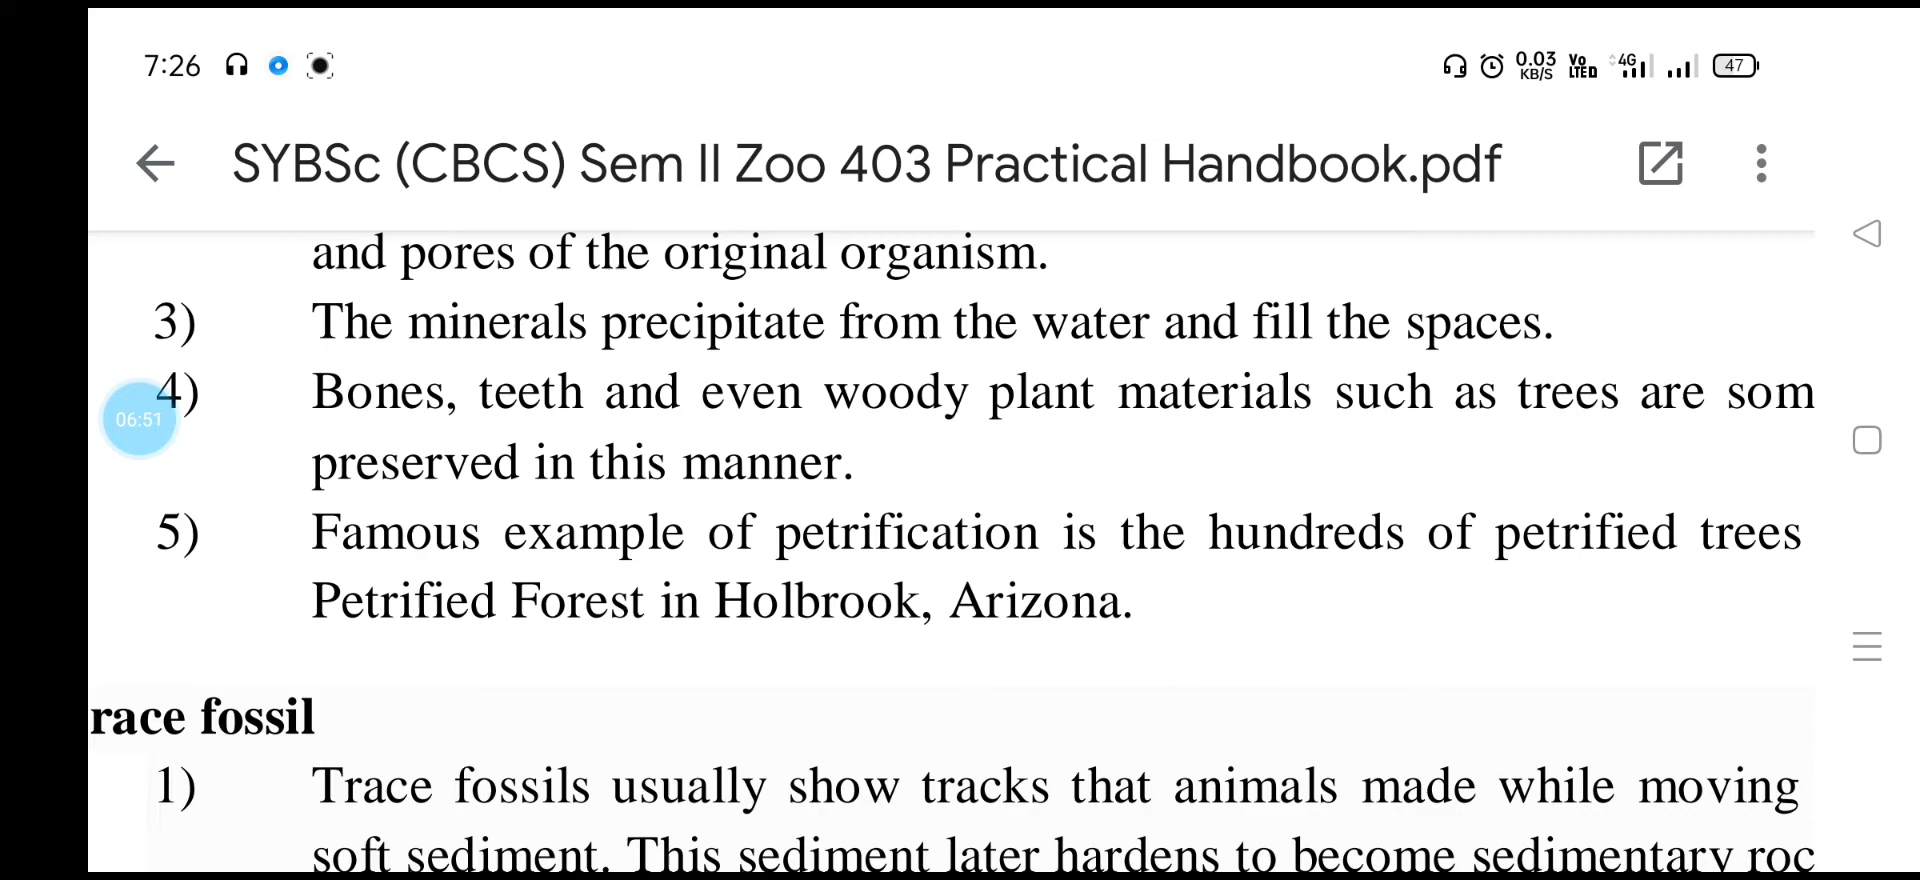 7:26
0.03 KB/S Vo LTE 4G 47
SYBSc (CBCS) Sem II Zoo 403 Practical Handbook.pdf
and pores of the original organism.
3) The minerals precipitate from the water and fill the spaces.
4) Bones, teeth and even woody plant materials such as trees are som
06:51
preserved in this manner.
5) Famous example of petrification is the hundreds of petrified trees
Petrified Forest in Holbrook, Arizona.
race fossil
1) Trace fossils usually show tracks that animals made while moving
soft sediment. This sediment later hardens to become sedimentary roc